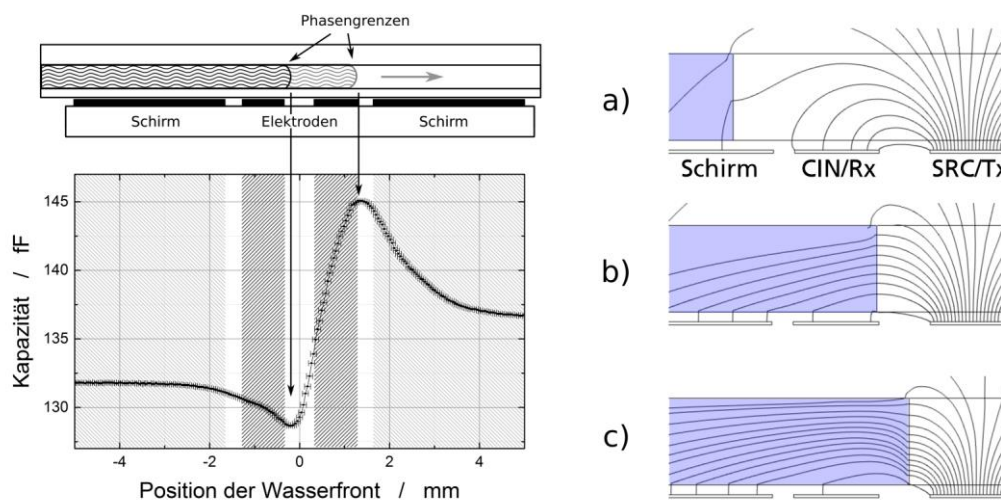 Phasengrenzen
Schirm Elektroden Schirm
145
140
135
130
-4 -2 0 2 4
Kapazität / fF
Position der Wasserfront / mm
a)
Schirm CIN/Rx SRC/Tx
b)
c)